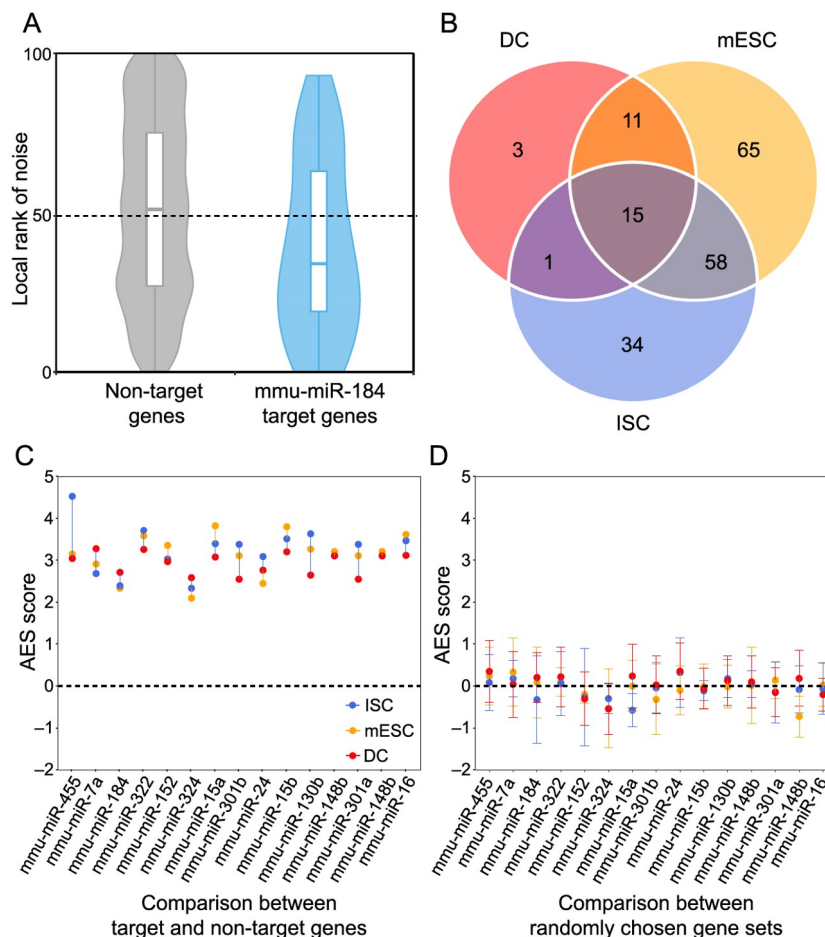 A
100
50
0
Local rank of noise
Non-target
genes
mmu-miR-184
target genes
B
DC
mESC
11
3
65
15
1
58
34
ISC
C
5
4
3
2
1
0
−1
−2
AES score
ISC
mESC
DC
mmu-miR-455
mmu-miR-7a
mmu-miR-184
mmu-miR-322
mmu-miR-152
mmu-miR-324
mmu-miR-15a
mmu-miR-301b
mmu-miR-24
mmu-miR-15b
mmu-miR-130b
mmu-miR-148b
mmu-miR-301a
mmu-miR-148b
mmu-miR-16
Comparison between
target and non-target genes
D
5
4
3
2
1
0
−1
−2
AES score
mmu-miR-455
mmu-miR-7a
mmu-miR-184
mmu-miR-322
mmu-miR-152
mmu-miR-324
mmu-miR-15a
mmu-miR-301b
mmu-miR-24
mmu-miR-15b
mmu-miR-130b
mmu-miR-148b
mmu-miR-301a
mmu-miR-148b
mmu-miR-16
Comparison between
randomly chosen gene sets